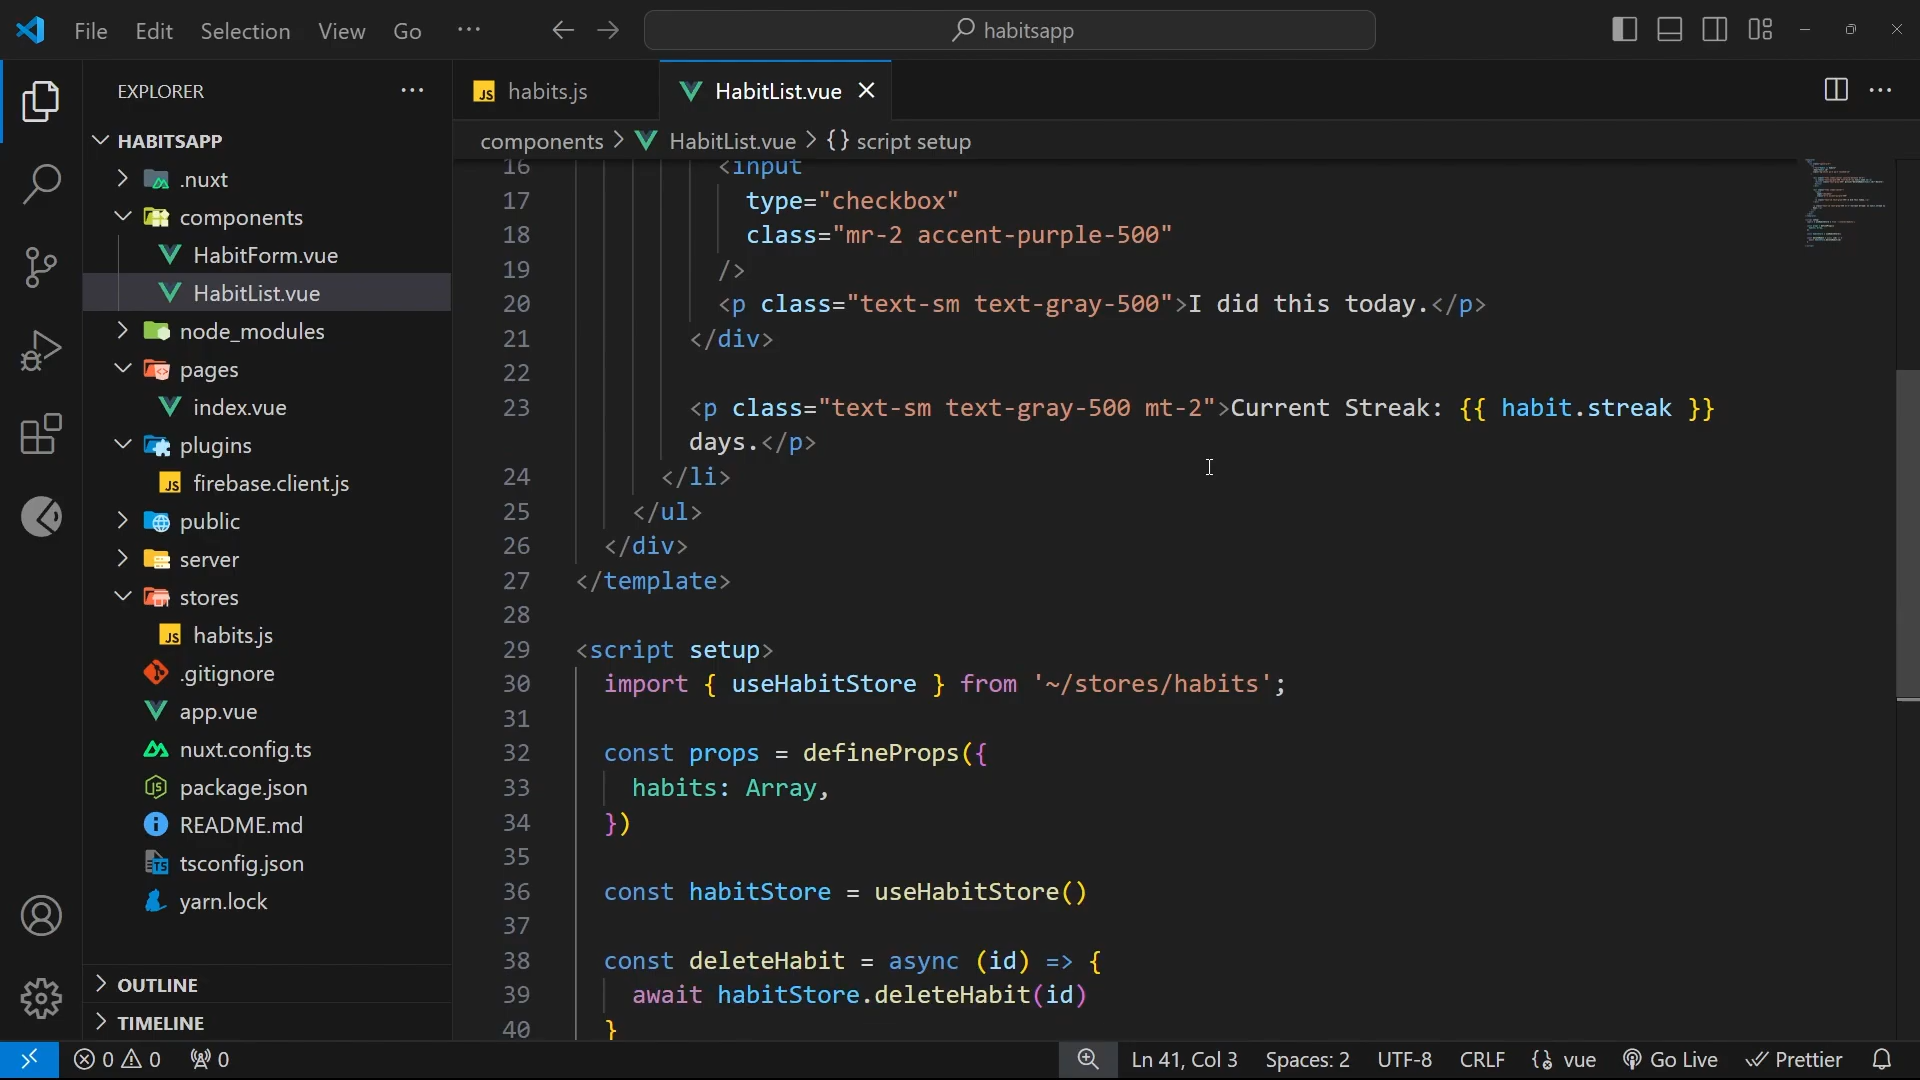 File Edit Selection View Go ··· habitsapp
EXPLORER ···
HABITSAPP
.nuxt
components
HabitForm.vue
HabitList.vue
node_modules
pages
index.vue
plugins
JS firebase.client.js
public
server
stores
JS habits.js
.gitignore
app.vue
nuxt.config.ts
package.json
README.md
TS tsconfig.json
yarn.lock
OUTLINE
TIMELINE
JS habits.js HabitList.vue
components > HabitList.vue > {} script setup
16 <input
17 type="checkbox"
18 class="mr-2 accent-purple-500"
19 />
20 <p class="text-sm text-gray-500">I did this today.</p>
21 </div>
22
23 <p class="text-sm text-gray-500 mt-2">Current Streak: {{ habit.streak }}
days.</p>
24 </li>
25 </ul>
26 </div>
27 </template>
28
29 <script setup>
30 import { useHabitStore } from '~/stores/habits';
31
32 const props = defineProps({
33 habits: Array,
34 })
35
36 const habitStore = useHabitStore()
37
38 const deleteHabit = async (id) => {
39 await habitStore.deleteHabit(id)
40 }
0 0 0 Ln 41, Col 3 Spaces: 2 UTF-8 CRLF vue Go Live Prettier